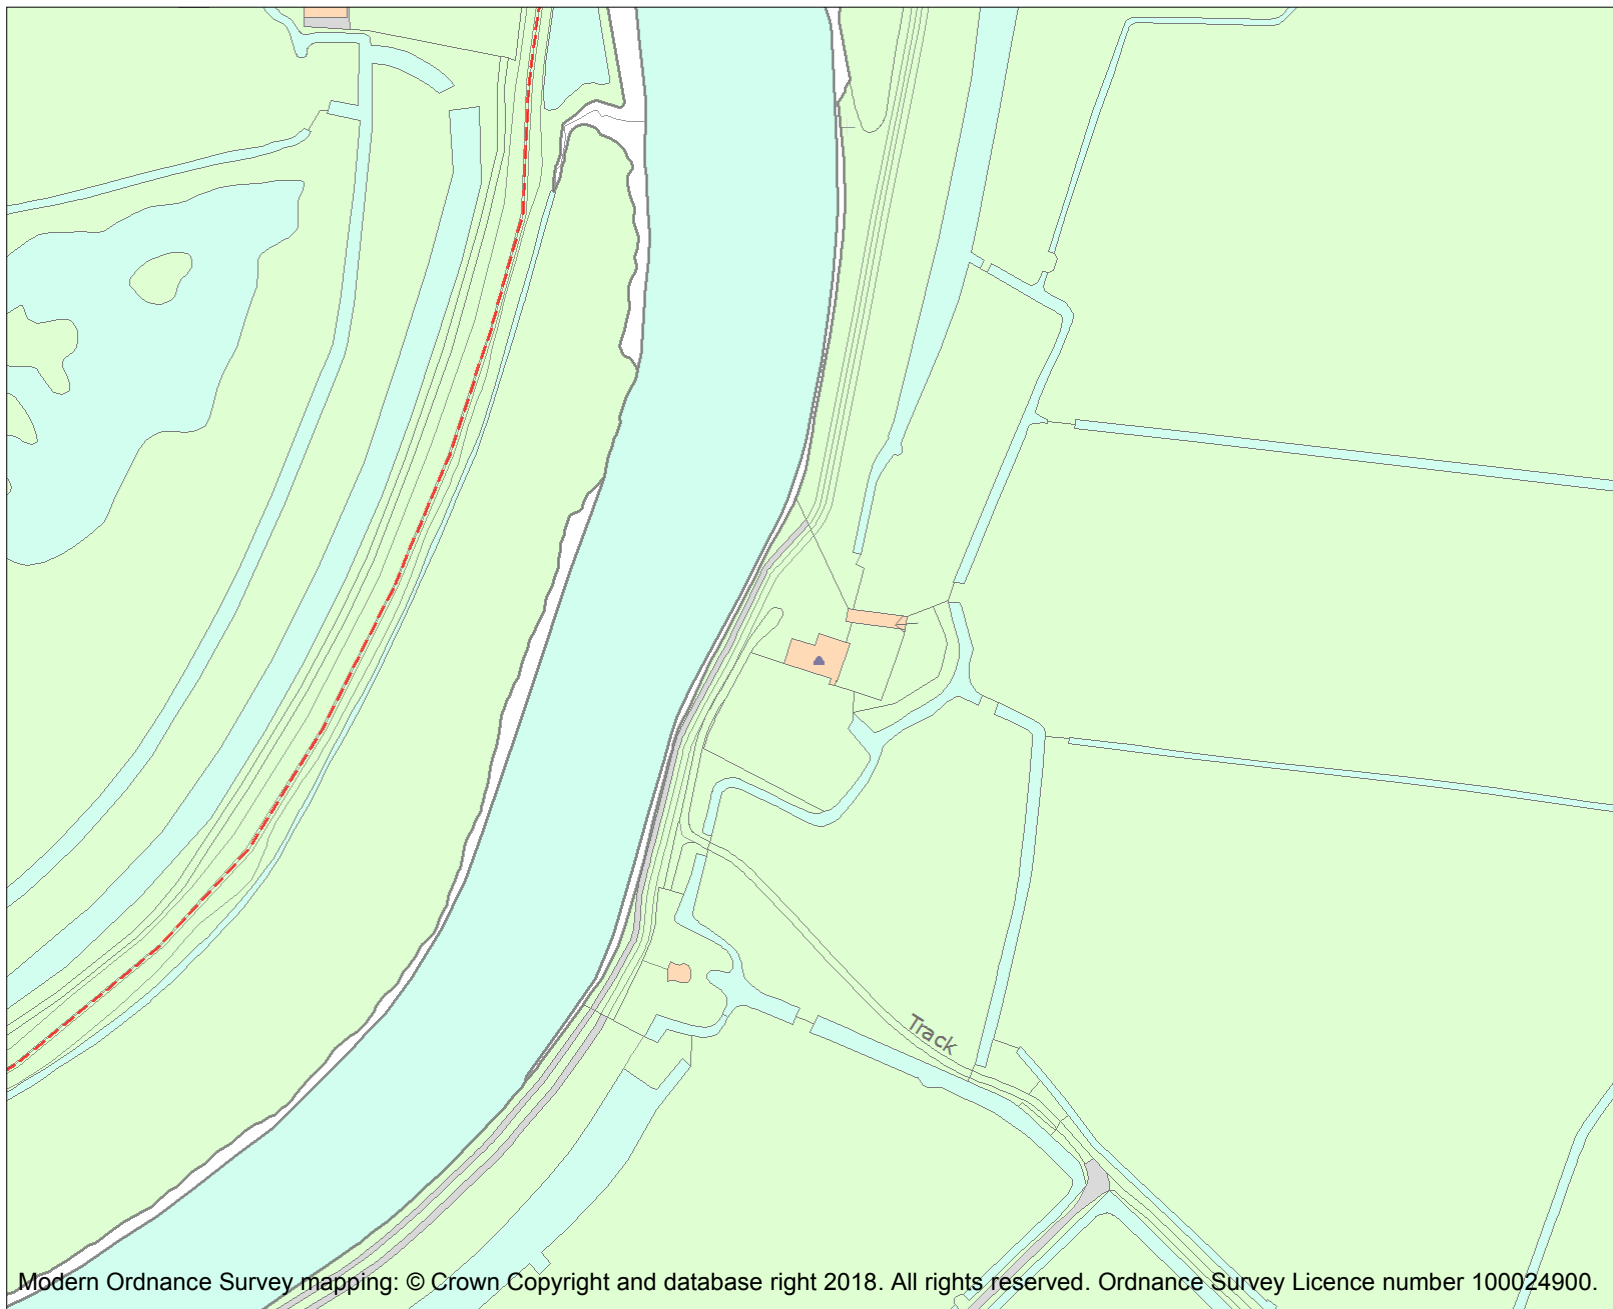 Track
Modern Ordnance Survey mapping: © Crown Copyright and database right 2018. All rights reserved. Ordnance Survey Licence number 100024900.